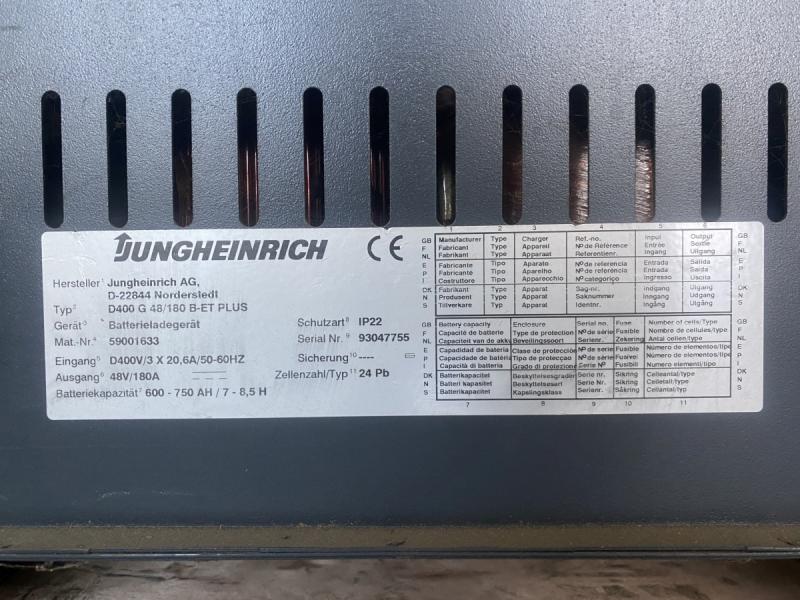 JUNGHEINRICH CE
Hersteller¹ Jungheinrich AG,
D-22844 Norderstedt
Typ² D400 G 48/180 B-ET PLUS
Gerät³ Batterieladegerät
Mat.-Nr.⁴ 59001633
Eingang⁵ D400V/3 X 20,6A/50-60HZ
Ausgang⁶ 48V/180A
Batteriekapazität⁷ 600 - 750 AH / 7 - 8,5 H
Schutzart⁸ IP22
Serial Nr.⁹ 93047755
Sicherung¹⁰ ----
Zellenzahl/Typ¹¹ 24 Pb
1 2 3 4 5 6
GB Manufacturer Type Charger Ref.-no. Input Output GB
F Fabricant Type Appareil Nº de Référence Entrée Sortie F
NL Fabrikant Type Apparaat Referentienr. Ingang Uitgang NL
E Fabricante Tipo Aparato Nº de referencia Entrada Salida E
P Fabricante Tipo Aparelho Nº de referência Entrada Saida P
I Costruttore Tipo Apparecchio Nº categorico Ingresso Uscita I
DK Fabrikant Type Apparat Sag-nr. Indgang Udgang DK
N Produsent Type Apparat Saknummer Inngang Utgang N
S Tillverkare Typ Apparat Identnr. Ingång Utgång S
GB Battery capacity Enclosure Serial no. Fuse Number of cells/Type GB
F Capacité de batterie Type de protection Nº de série Fusible Nombre de cellules/type F
NL Capaciteit van de akku Beveilingssoort Serienr. Zekering Antal cellen/type NL
E Capacidad de batería Clase de protección Nº de serie Fusible Número de elementos/tipo E
P Capacidade da bateria Tipo de protecçao Nº de série Fusivel Número de elementos/tipo P
I Capacità di batteria Grado di protezione Serie Nº Fusibili Numero elementi/tipo I
DK Batterikapacitet Beskyttelsesgrader Serie nr. Sikring Celleantal/type DK
N Batteri kapasitet Beskyttelsesart Serie Nr. Sikring Celletall/type N
S Batterikapacitet Kapslingsklass Serienr. Säkring Cellantal/typ S
7 8 9 10 11